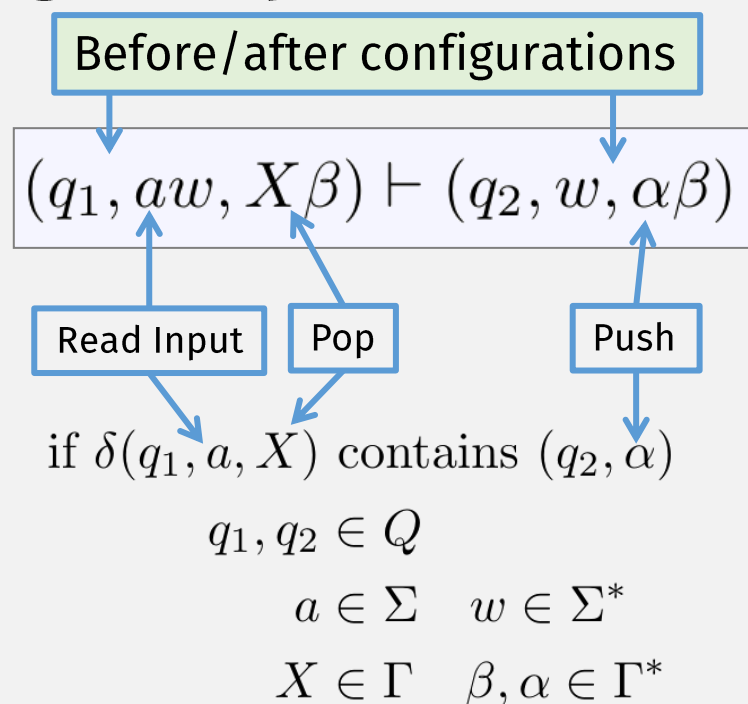 Before/after configurations
(q₁, aw, Xβ) ⊢ (q₂, w, αβ)
Read Input Pop Push
if δ(q₁, a, X) contains (q₂, α)
q₁, q₂ ∈ Q
a ∈ Σ w ∈ Σ*
X ∈ Γ β, α ∈ Γ*